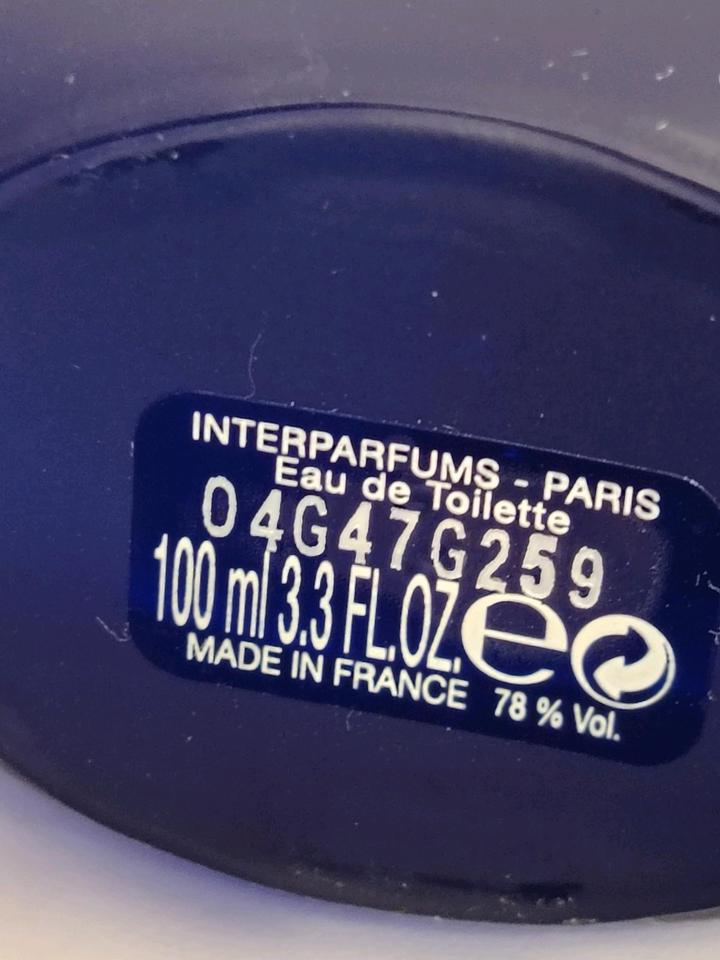 INTERPARFUMS - PARIS
Eau de Toilette
04G47G259
100 ml 3.3 FL.OZ. e
MADE IN FRANCE 78 % Vol.